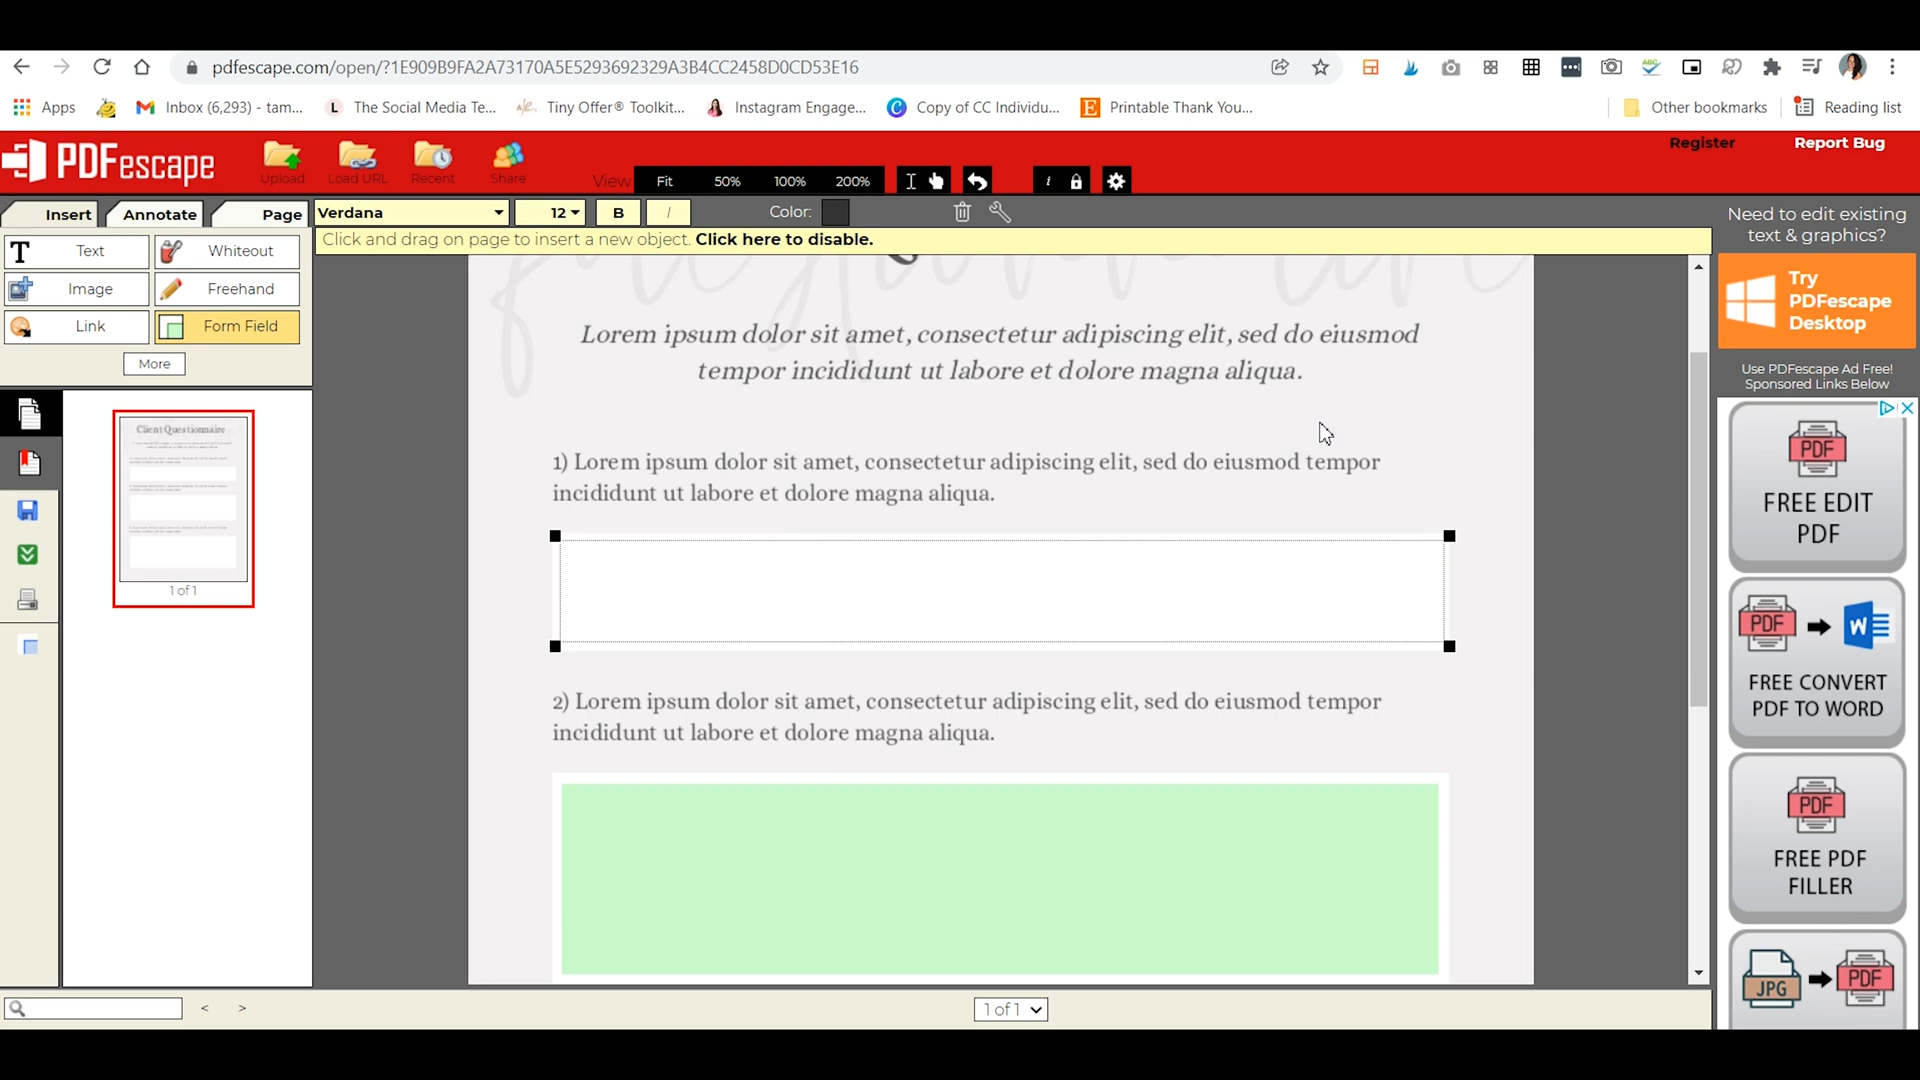 pdfescape.com/open/?1E909B9FA2A73170A5E5293692329A3B4CC2458D0CD53E16
ABC
Apps
Inbox (6,293) - tam...
L
The Social Media Te...
Tiny Offer® Toolkit...
Instagram Engage...
C
Copy of CC Individu...
E
Printable Thank You...
Other bookmarks
Reading list
PDFescape
Upload
Load URL
Recent
Share
View
Fit
50%
100%
200%
i
Register
Report Bug
Insert
Annotate
Page
Verdana
12
B
I
Color:
Click and drag on page to insert a new object. Click here to disable.
T
Text
Whiteout
Image
Freehand
Link
Form Field
More
Client Questionnaire
1 of 1
Lorem ipsum dolor sit amet, consectetur adipiscing elit, sed do eiusmod
tempor incididunt ut labore et dolore magna aliqua.
1) Lorem ipsum dolor sit amet, consectetur adipiscing elit, sed do eiusmod tempor
incididunt ut labore et dolore magna aliqua.
2) Lorem ipsum dolor sit amet, consectetur adipiscing elit, sed do eiusmod tempor
incididunt ut labore et dolore magna aliqua.
< >
1 of 1
Need to edit existing
text & graphics?
Try
PDFescape
Desktop
Use PDFescape Ad Free!
Sponsored Links Below
PDF
FREE EDIT
PDF
PDF
W
FREE CONVERT
PDF TO WORD
PDF
FREE PDF
FILLER
JPG
PDF